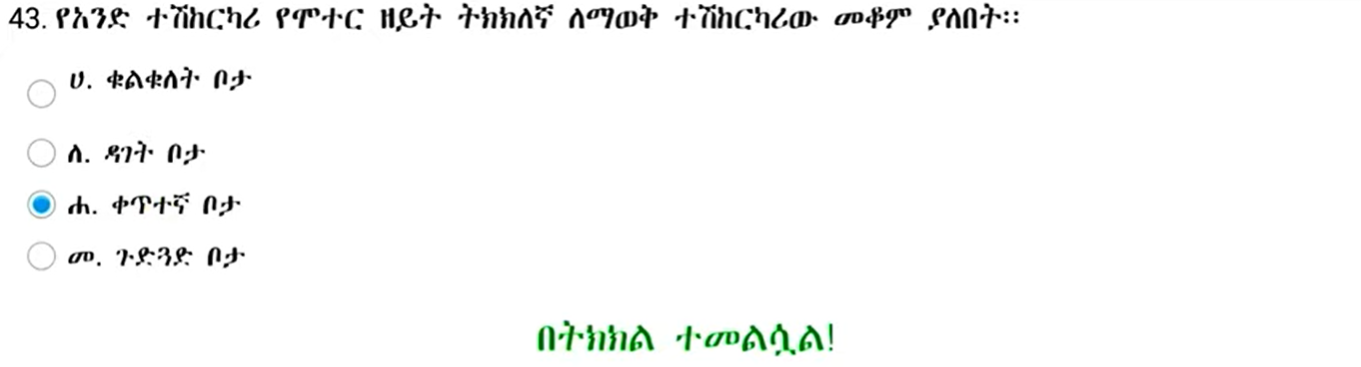 43. የአንድ ተሽከርካሪ የሞተር ዘይት ትክክለኛ ለማወቅ ተሽከርካሪው መቆም ያለበት፡፡
ሀ. ቁልቁለት ቦታ
ለ. ዳገት ቦታ
ሐ. ቀጥተኛ ቦታ
መ. ጉድጓድ ቦታ
በትክክል ተመልሷል!